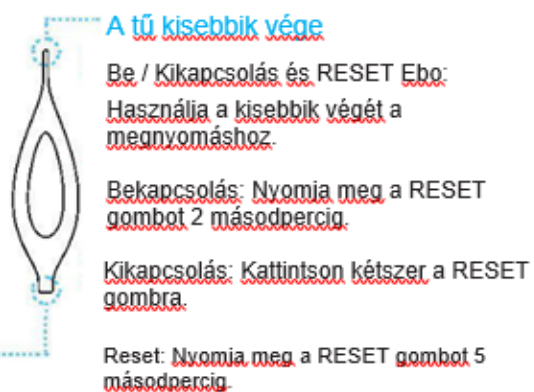 A tű kisebbik vége
Be / Kikapcsolás és RESET Ebo:
Használja a kisebbik végét a
megnyomáshoz.
Bekapcsolás: Nyomja meg a RESET
gombot 2 másodpercig.
Kikapcsolás: Kattintson kétszer a RESET
gombra.
Reset: Nyomja meg a RESET gombot 5
másodpercig.